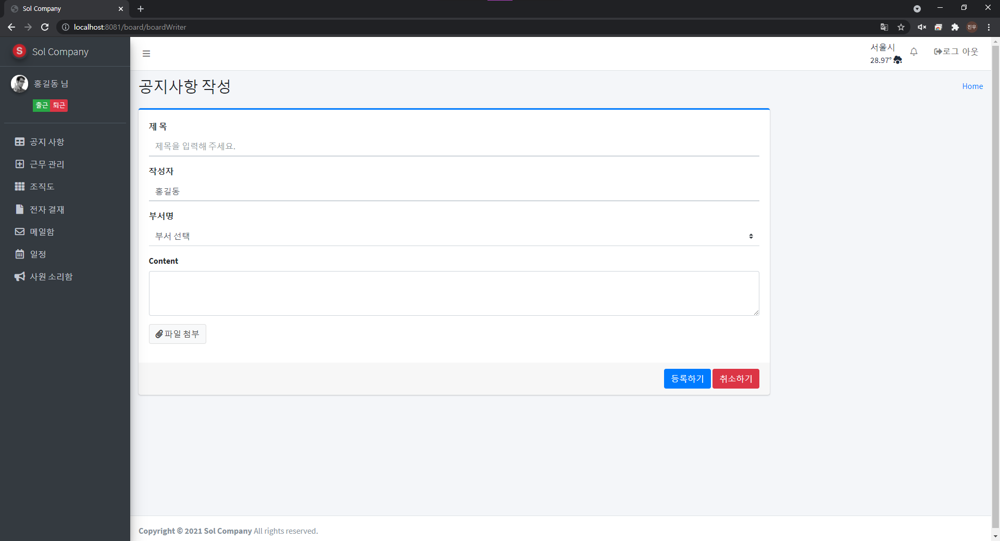 Sol Company
localhost:8081/board/boardWriter
진우
S Sol Company
홍길동 님
출근 퇴근
공지 사항
근무 관리
조직도
전자 결재
메일함
일정
사원 소리함
서울시
28.97°
로그 아웃
공지사항 작성
Home
제 목
제목을 입력해 주세요.
작성자
홍길동
부서명
부서 선택
Content
파일 첨부
등록하기 취소하기
Copyright © 2021 Sol Company All rights reserved.